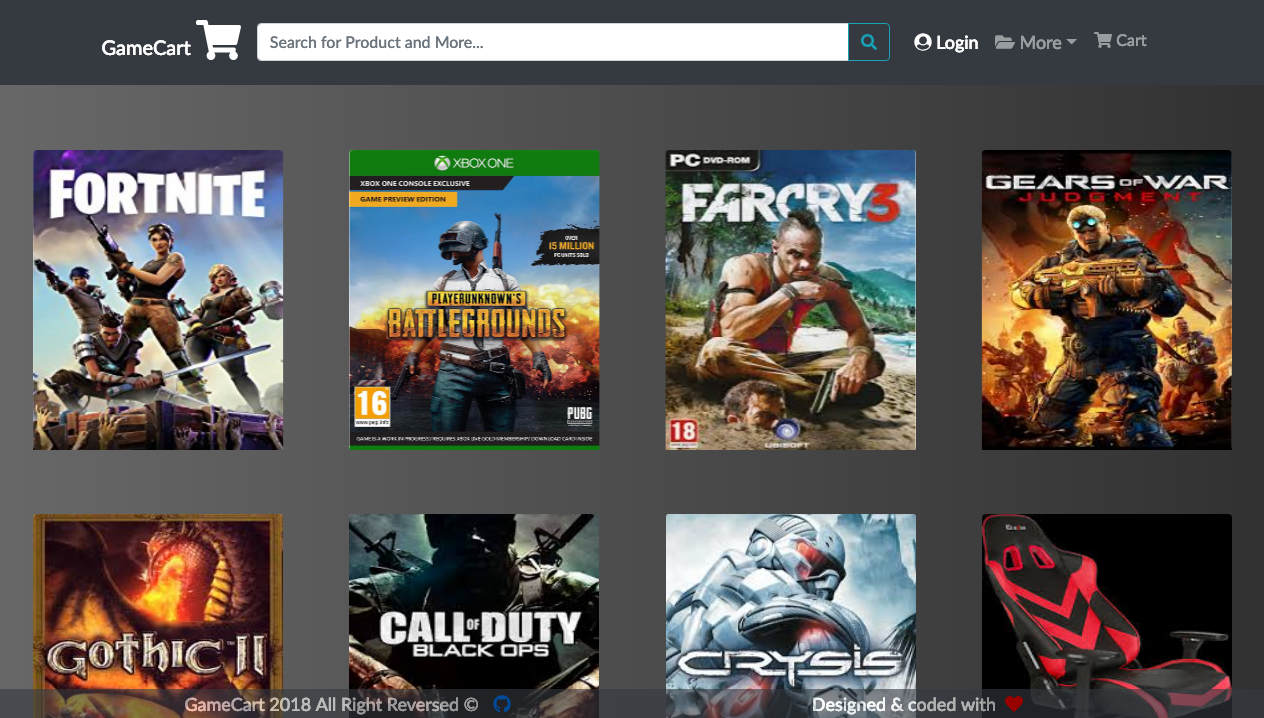 GameCart
Search for Product and More...
Login
More
Cart
FORTNITE
XBOX ONE
XBOX ONE CONSOLE EXCLUSIVE
GAME PREVIEW EDITION
OVER
15 MILLION
PC UNITS SOLD
PLAYERUNKNOWN'S
BATTLEGROUNDS
16
www.pegi.info
PUBG
GAME IS A WORK IN PROGRESS REQUIRES XBOX LIVE GOLD MEMBERSHIP/ DOWNLOAD CARD INSIDE
PC DVD-ROM
FARCRY3
18
UBISOFT
GEARS OF WAR
JUDGMENT
GOTHIC II
CALL OF DUTY
BLACK OPS
CRYSIS
GameCart 2018 All Right Reversed ©
Designed & coded with